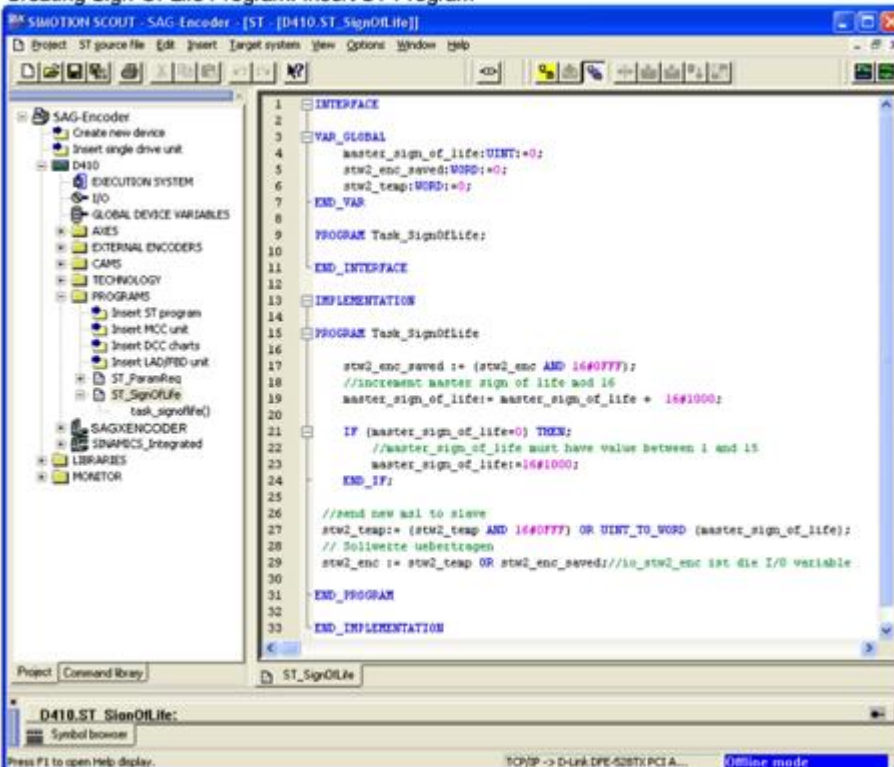 Creating Sign-Of-Life Program: Insert ST Program
SIMOTION SCOUT - SAG-Encoder - [ST - [D410.ST_SignOfLife]]
Project ST source file Edit Insert Target system View Options Window Help
SAG-Encoder
Create new device
Insert single drive unit
D410
EXECUTION SYSTEM
I/O
GLOBAL DEVICE VARIABLES
AXES
EXTERNAL ENCODERS
CAMS
TECHNOLOGY
PROGRAMS
Insert ST program
Insert MCC unit
Insert DCC charts
Insert LAD/FBD unit
ST_ParamReq
ST_SignOfLife
task_signoflife()
SAGXENCODER
SINAMICS_Integrated
LIBRARIES
MONITOR
1 INTERFACE
2
3 VAR_GLOBAL
4 master_sign_of_life:UINT:=0;
5 stw2_enc_saved:WORD:=0;
6 stw2_temp:WORD:=0;
7 END_VAR
8
9 PROGRAM Task_SignOfLife;
10
11 END_INTERFACE
12
13 IMPLEMENTATION
14
15 PROGRAM Task_SignOfLife
16
17 stw2_enc_saved := (stw2_enc AND 16#0FFF);
18 //increment master sign of life mod 16
19 master_sign_of_life:= master_sign_of_life + 16#1000;
20
21 IF (master_sign_of_life=0) THEN;
22 //master_sign_of_life must have value between 1 and 15
23 master_sign_of_life:=16#1000;
24 END_IF;
25
26 //send new msl to slave
27 stw2_temp:= (stw2_temp AND 16#0FFF) OR UINT_TO_WORD (master_sign_of_life);
28 // Sollwerte uebertragen
29 stw2_enc := stw2_temp OR stw2_enc_saved;//io_stw2_enc ist die I/O variable
30
31 END_PROGRAM
32
33 END_IMPLEMENTATION
Project Command library
ST_SignOfLife
D410.ST_SignOfLife:
Symbol browser
Press F1 to open Help display.
TCP/IP -> D-Link DFE-528TX PCI A...
Offline mode